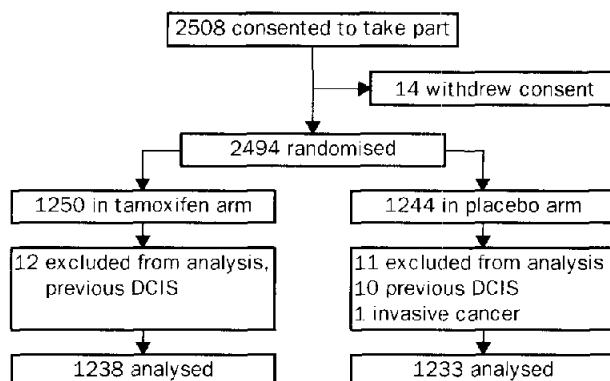 2508 consented to take part
14 withdrew consent
2494 randomised
1250 in tamoxifen arm
1244 in placebo arm
12 excluded from analysis,
previous DCIS
11 excluded from analysis
10 previous DCIS
1 invasive cancer
1238 analysed
1233 analysed